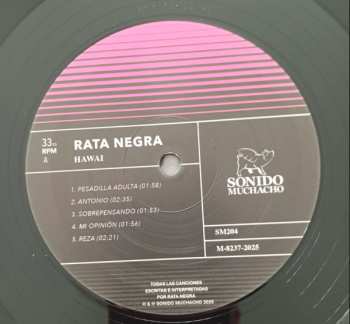 33 ⅓
RPM
A
RATA NEGRA
HAWAI
1. PESADILLA ADULTA (01:58)
2. ANTONIO (02:35)
3. SOBREPENSANDO (01:53)
4. MI OPINIÓN (01:56)
5. REZA (02:21)
SONIDO
MUCHACHO
SM204
M-8237-2025
TODAS LAS CANCIONES
ESCRITAS E INTERPRETADAS
POR RATA NEGRA
℗ & © SONIDO MUCHACHO 2025